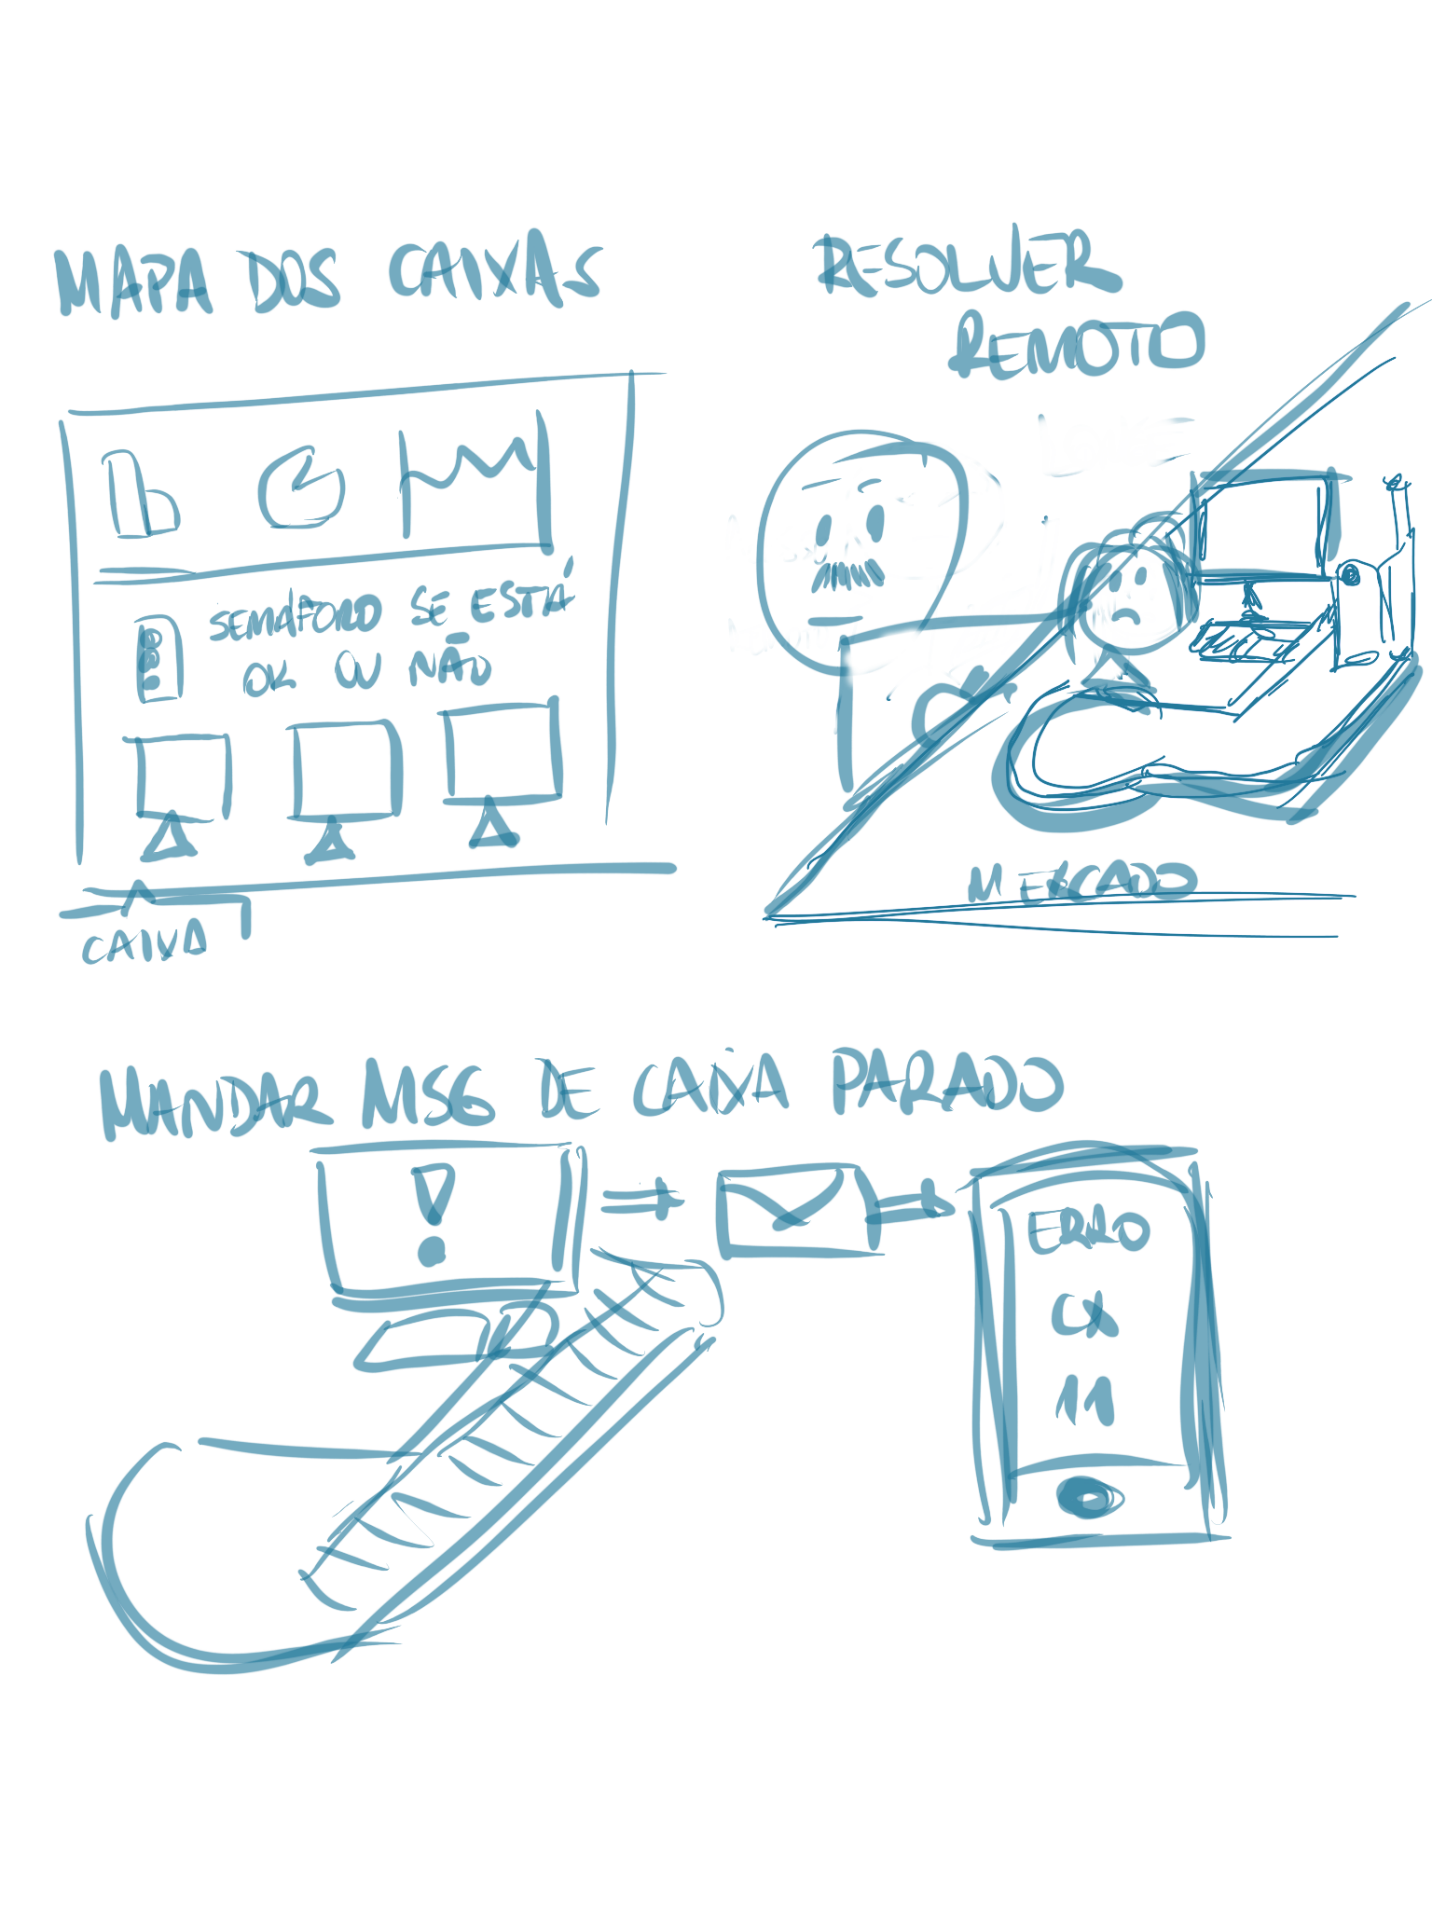 MAPA DOS CAIXAS
SEMÁFORO SE ESTÁ
OK OU NÃO
CAIXA
RESOLVER
REMOTO
MERCADO
MANDAR MSG DE CAIXA PARADO
ERRO
CX
11